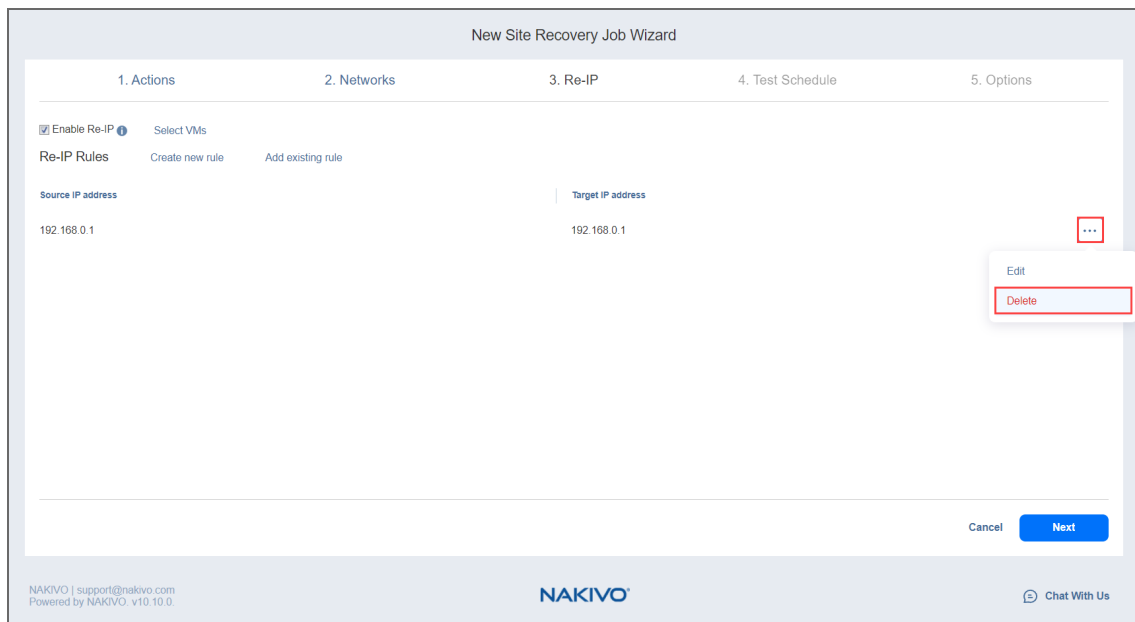 New Site Recovery Job Wizard
1. Actions 2. Networks 3. Re-IP 4. Test Schedule 5. Options
Enable Re-IP Select VMs
Re-IP Rules Create new rule Add existing rule
Source IP address Target IP address
192.168.0.1 192.168.0.1 ...
Edit
Delete
Cancel Next
NAKIVO | support@nakivo.com
Powered by NAKIVO. v10.10.0.
NAKIVO®
Chat With Us